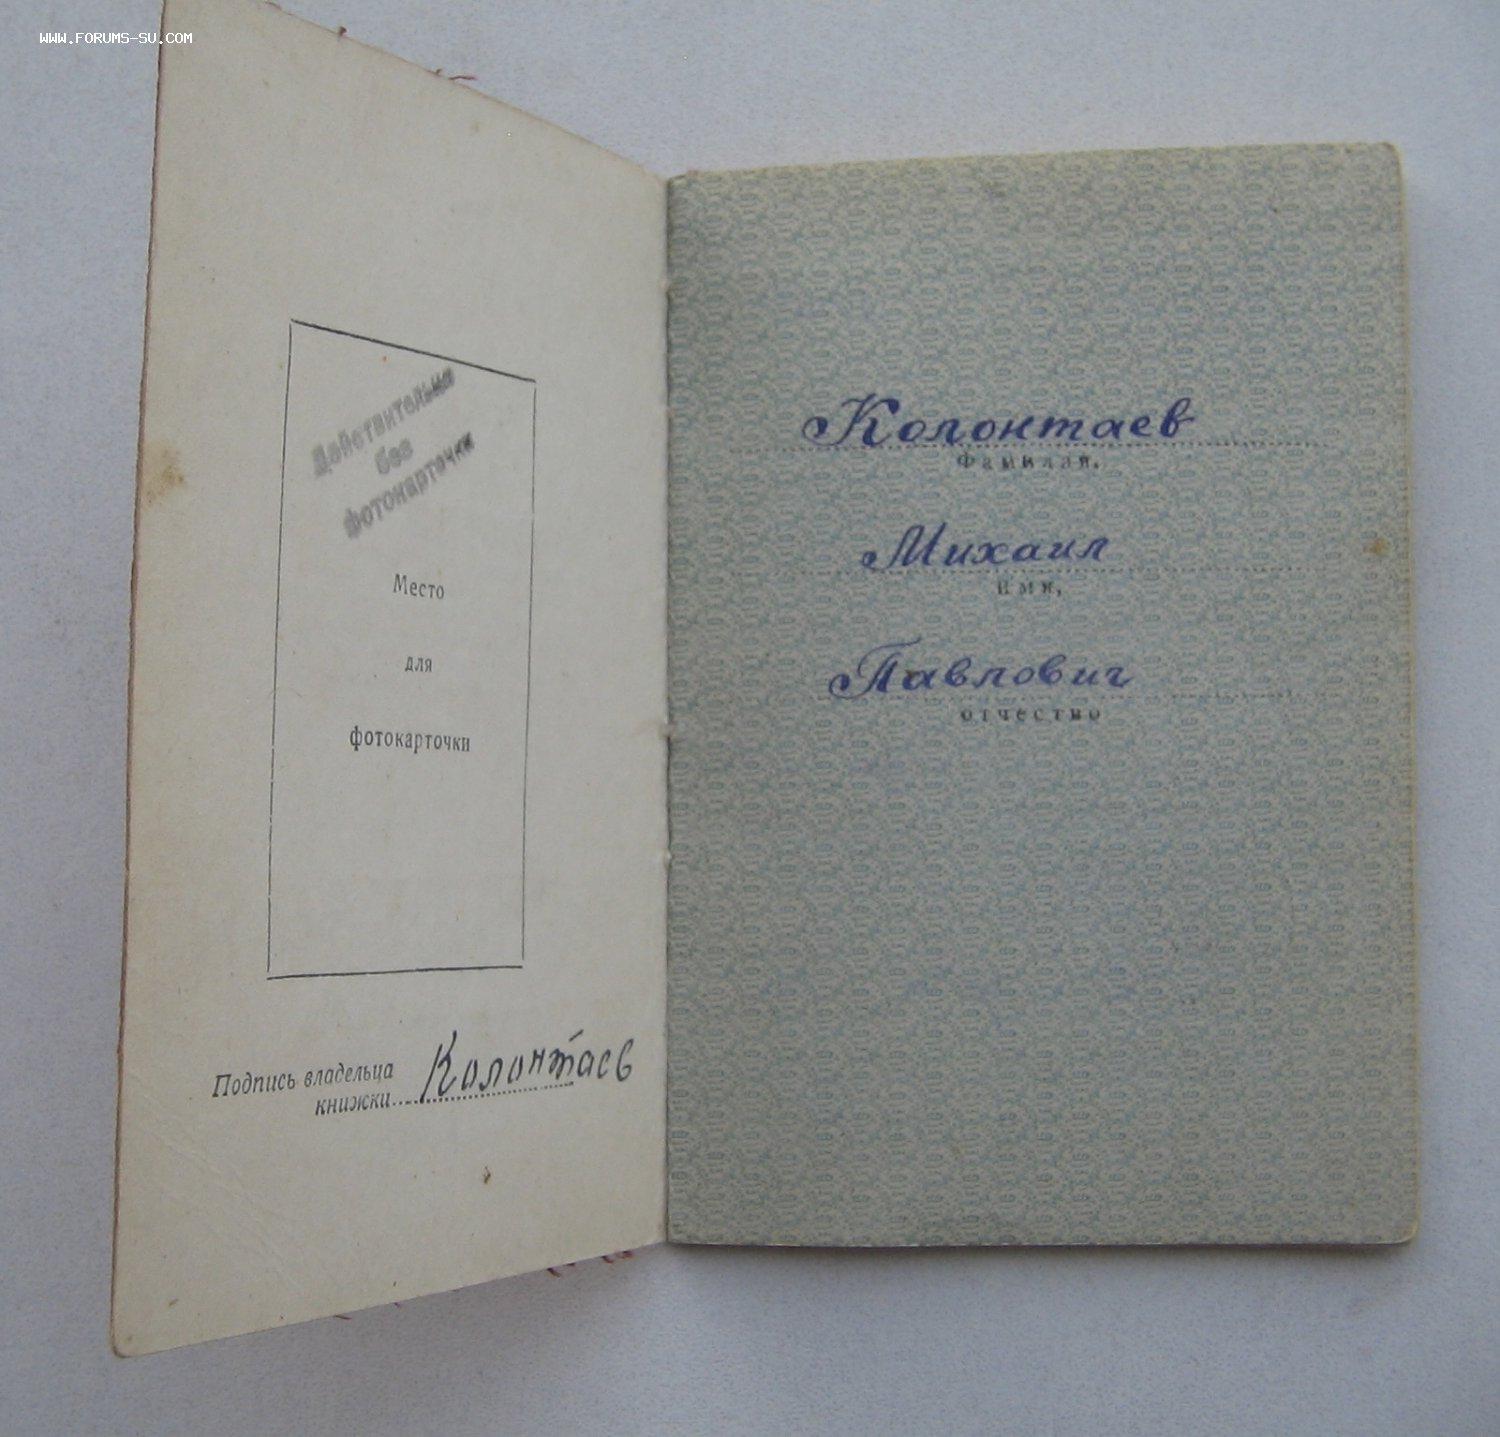 WWW.FORUMS-SU.COM
Действительно
без
фотокарточки
Место
для
фотокарточки
Подпись владельца
книжки Колонтаев
Колонтаев
Фамилия,
Михаил
имя,
Павлович
отчество